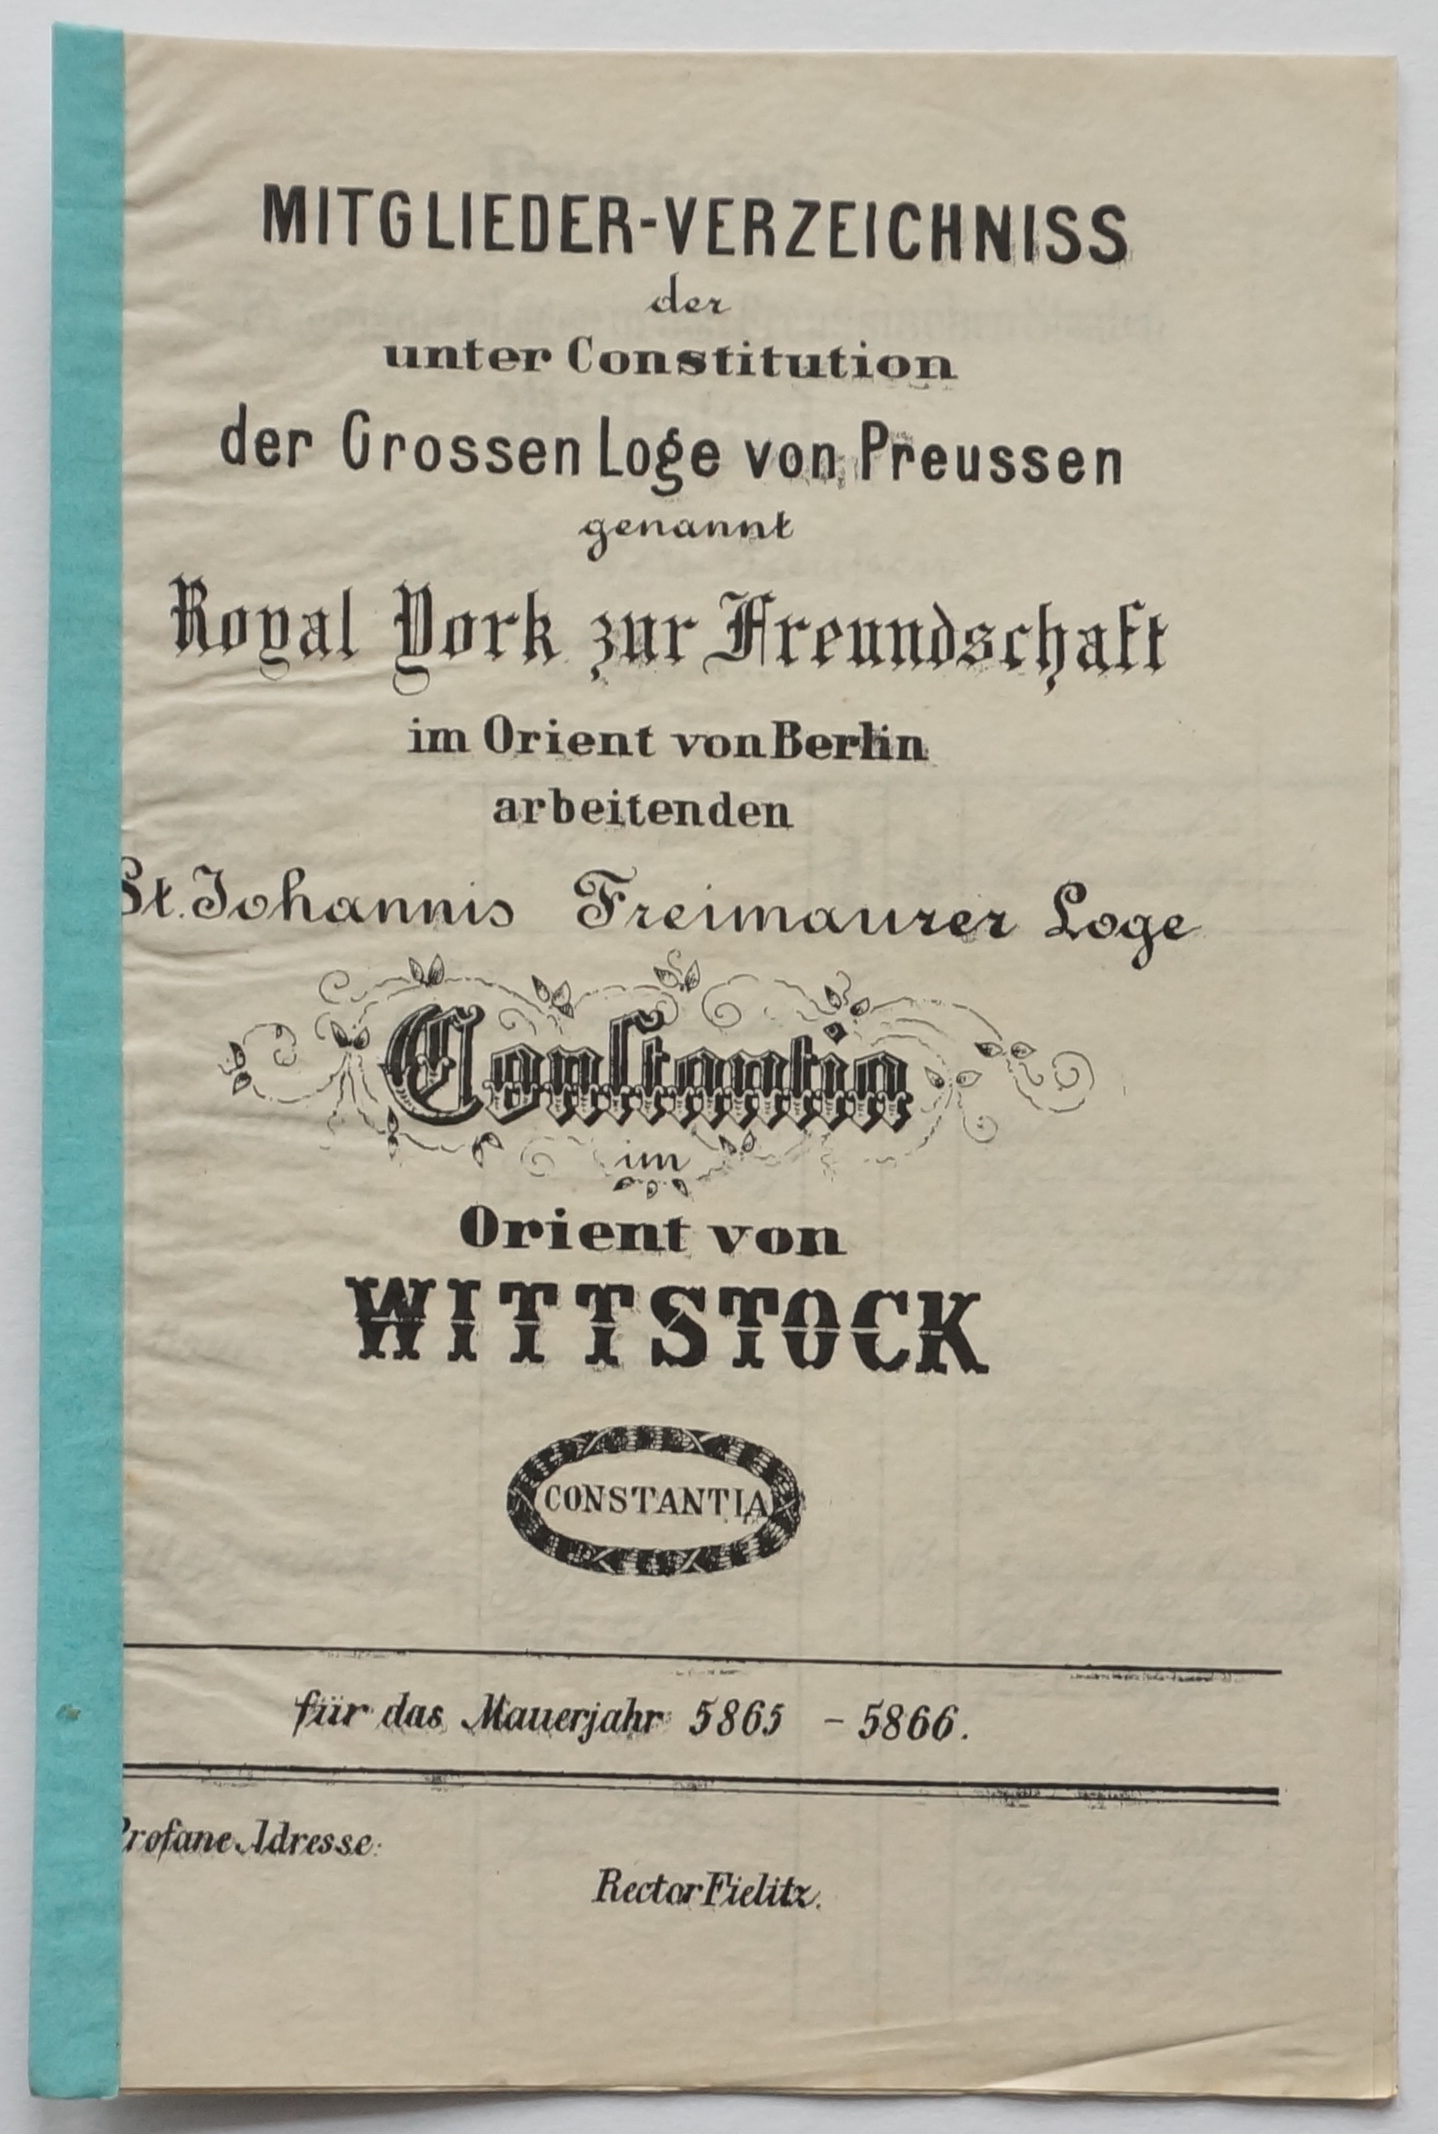 MITGLIEDER-VERZEICHNISS
der
unter Constitution
der Grossen Loge von Preussen
genannt
Royal York zur Freundschaft
im Orient von Berlin
arbeitenden
St. Johannis Freimaurer Loge
Constantia
im
Orient von
WITTSTOCK
CONSTANTIA
für das Mauerjahr 5865 - 5866.
Profane Adresse:
Rector Fielitz.